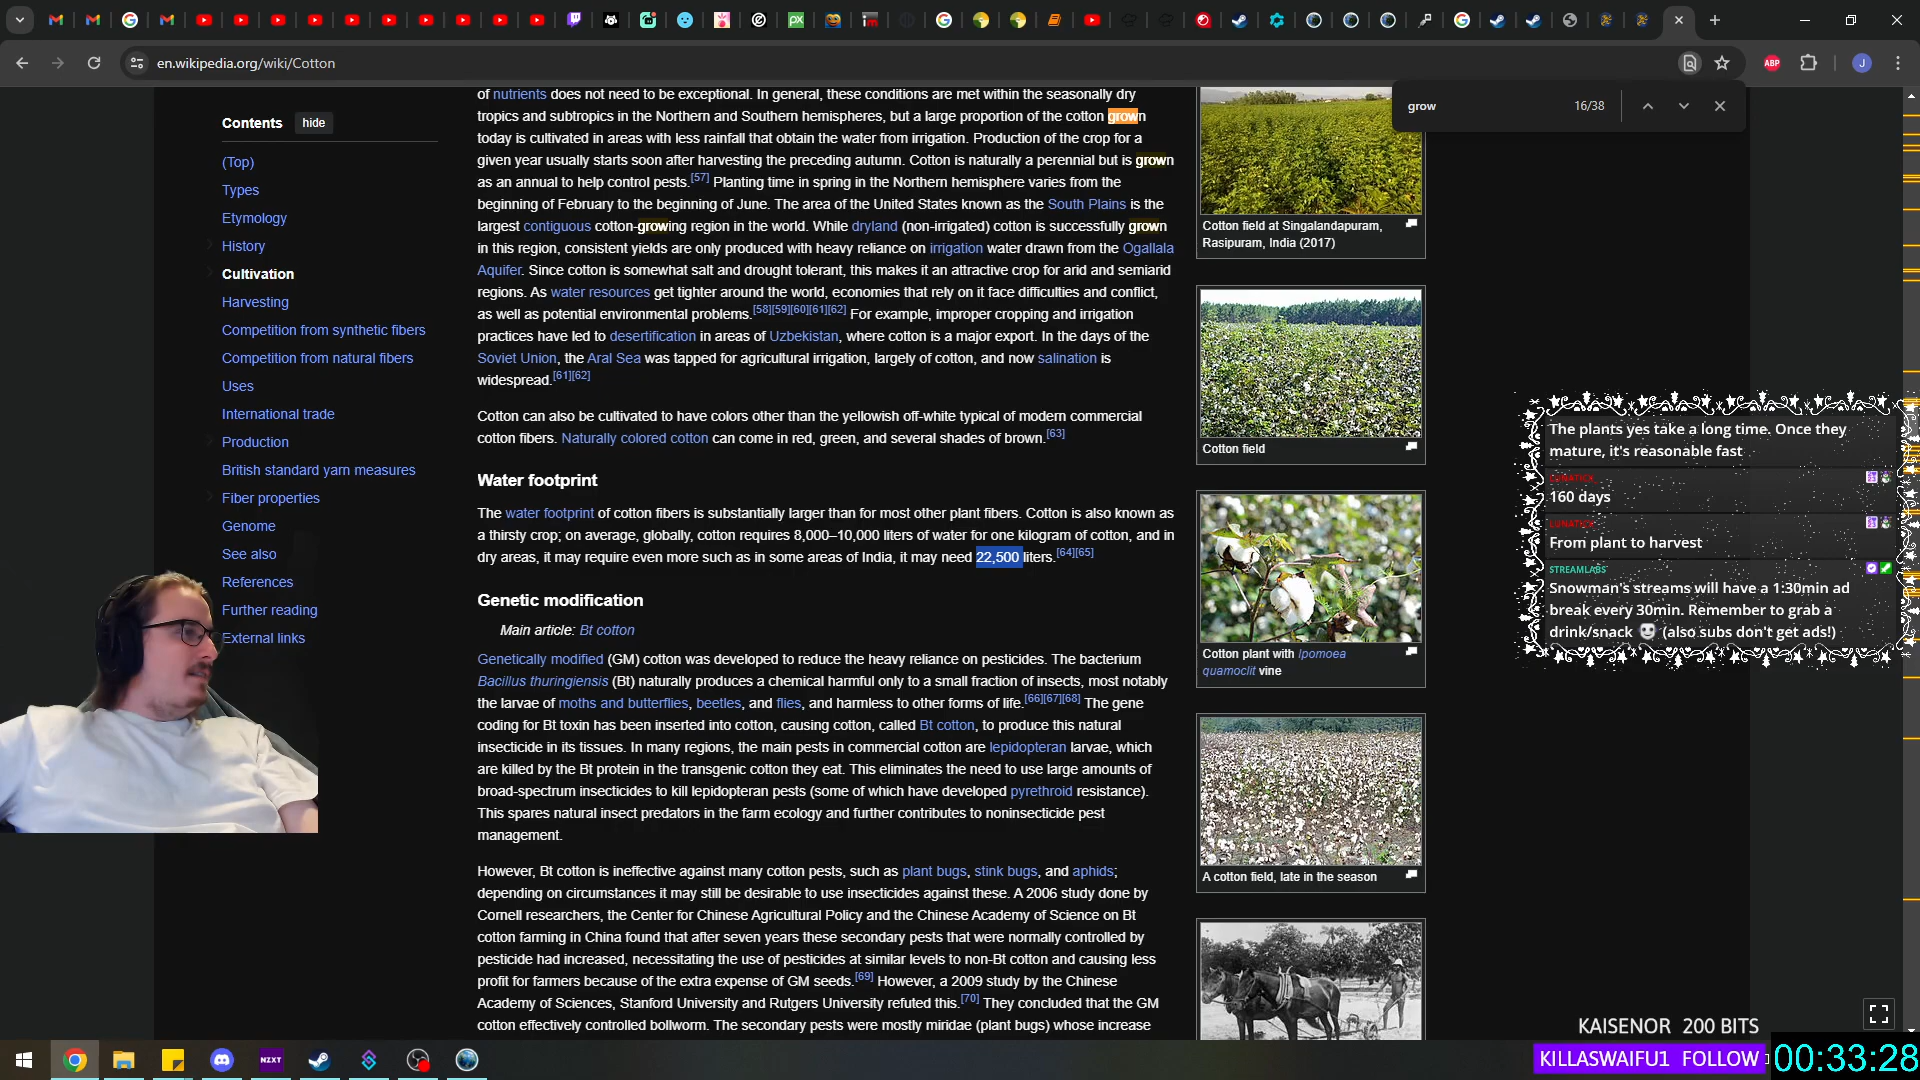 en.wikipedia.org/wiki/Cotton
ABP
J
grow
16/38
Contents
hide
(Top)
Types
Etymology
History
Cultivation
Harvesting
Competition from synthetic fibers
Competition from natural fibers
Uses
International trade
Production
British standard yarn measures
Fiber properties
Genome
See also
References
Further reading
External links
of nutrients does not need to be exceptional. In general, these conditions are met within the seasonally dry
tropics and subtropics in the Northern and Southern hemispheres, but a large proportion of the cotton grown
today is cultivated in areas with less rainfall that obtain the water from irrigation. Production of the crop for a
given year usually starts soon after harvesting the preceding autumn. Cotton is naturally a perennial but is grown
as an annual to help control pests.[57] Planting time in spring in the Northern hemisphere varies from the
beginning of February to the beginning of June. The area of the United States known as the South Plains is the
largest contiguous cotton-growing region in the world. While dryland (non-irrigated) cotton is successfully grown
in this region, consistent yields are only produced with heavy reliance on irrigation water drawn from the Ogallala
Aquifer. Since cotton is somewhat salt and drought tolerant, this makes it an attractive crop for arid and semiarid
regions. As water resources get tighter around the world, economies that rely on it face difficulties and conflict,
as well as potential environmental problems.[58][59][60][61][62] For example, improper cropping and irrigation
practices have led to desertification in areas of Uzbekistan, where cotton is a major export. In the days of the
Soviet Union, the Aral Sea was tapped for agricultural irrigation, largely of cotton, and now salination is
widespread.[61][62]
Cotton can also be cultivated to have colors other than the yellowish off-white typical of modern commercial
cotton fibers. Naturally colored cotton can come in red, green, and several shades of brown.[63]
Water footprint
The water footprint of cotton fibers is substantially larger than for most other plant fibers. Cotton is also known as
a thirsty crop; on average, globally, cotton requires 8,000–10,000 liters of water for one kilogram of cotton, and in
dry areas, it may require even more such as in some areas of India, it may need 22,500 liters.[64][65]
Genetic modification
Main article: Bt cotton
Genetically modified (GM) cotton was developed to reduce the heavy reliance on pesticides. The bacterium
Bacillus thuringiensis (Bt) naturally produces a chemical harmful only to a small fraction of insects, most notably
the larvae of moths and butterflies, beetles, and flies, and harmless to other forms of life.[66][67][68] The gene
coding for Bt toxin has been inserted into cotton, causing cotton, called Bt cotton, to produce this natural
insecticide in its tissues. In many regions, the main pests in commercial cotton are lepidopteran larvae, which
are killed by the Bt protein in the transgenic cotton they eat. This eliminates the need to use large amounts of
broad-spectrum insecticides to kill lepidopteran pests (some of which have developed pyrethroid resistance).
This spares natural insect predators in the farm ecology and further contributes to noninsecticide pest
management.
However, Bt cotton is ineffective against many cotton pests, such as plant bugs, stink bugs, and aphids;
depending on circumstances it may still be desirable to use insecticides against these. A 2006 study done by
Cornell researchers, the Center for Chinese Agricultural Policy and the Chinese Academy of Science on Bt
cotton farming in China found that after seven years these secondary pests that were normally controlled by
pesticide had increased, necessitating the use of pesticides at similar levels to non-Bt cotton and causing less
profit for farmers because of the extra expense of GM seeds.[69] However, a 2009 study by the Chinese
Academy of Sciences, Stanford University and Rutgers University refuted this.[70] They concluded that the GM
cotton effectively controlled bollworm. The secondary pests were mostly miridae (plant bugs) whose increase
Cotton field at Singalandapuram,
Rasipuram, India (2017)
Cotton field
Cotton plant with Ipomoea
quamoclit vine
A cotton field, late in the season
The plants yes take a long time. Once they
mature, it's reasonable fast
160 days
From plant to harvest
STREAMLABS
Snowman's streams will have a 1:30min ad
break every 30min. Remember to grab a
drink/snack (also subs don't get ads!)
KAISENOR 200 BITS
KILLASWAIFU1 FOLLOW
00:33:28
NZXT